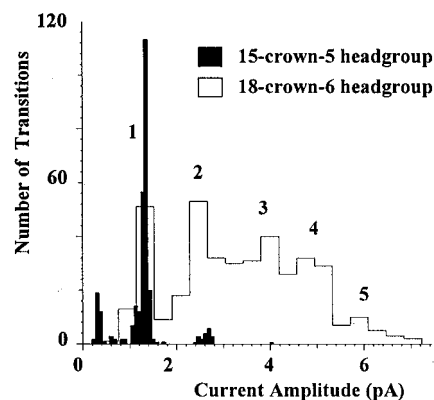 120
15-crown-5 headgroup
18-crown-6 headgroup
Number of Transitions
1
2
60
3
4
5
0
0 2 4 6
Current Amplitude (pA)